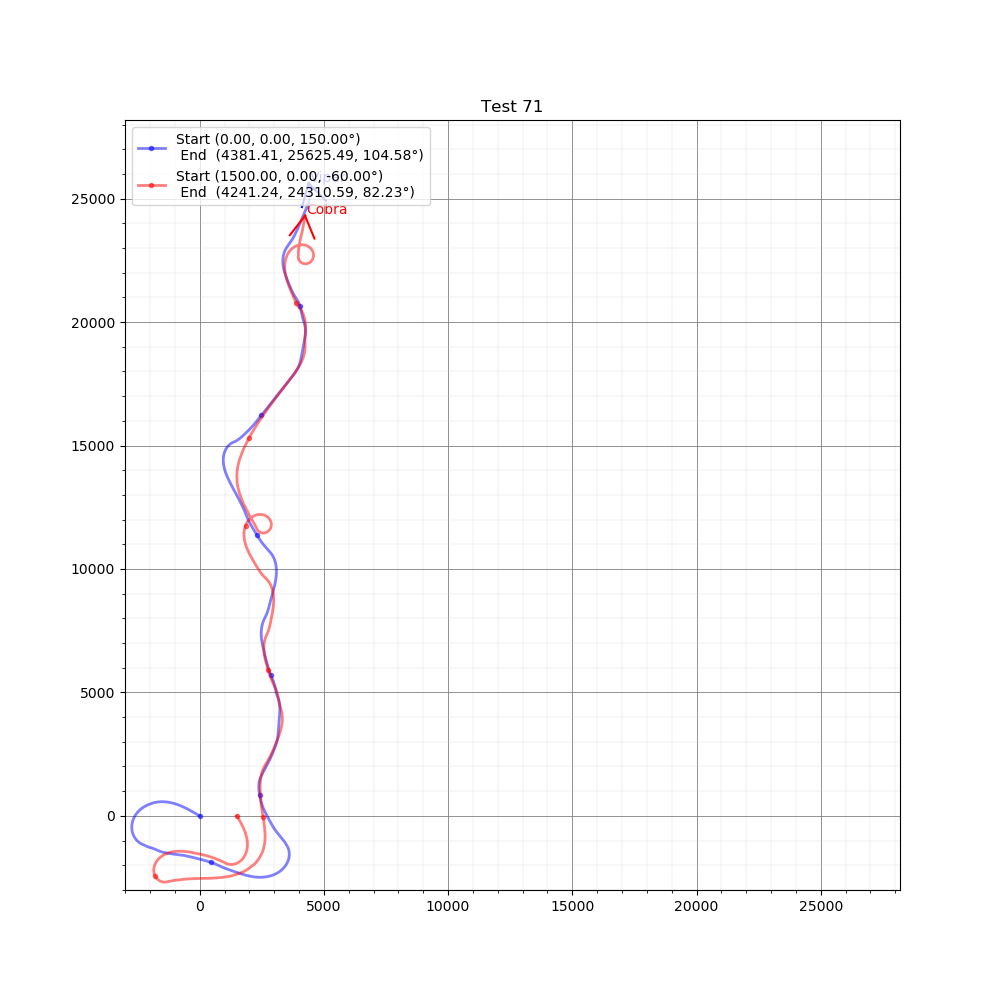 Test 71
Start (0.00, 0.00, 150.00°)
End (4381.41, 25625.49, 104.58°)
Start (1500.00, 0.00, -60.00°)
End (4241.24, 24310.59, 82.23°)
Cobra
25000
20000
15000
10000
5000
0
0
5000
10000
15000
20000
25000